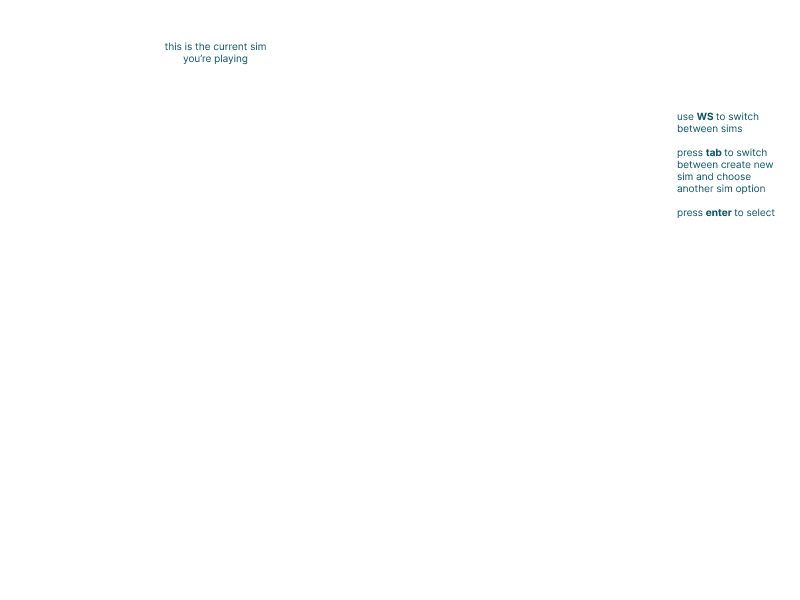 this is the current sim
you're playing
use WS to switch
between sims
press tab to switch
between create new
sim and choose
another sim option
press enter to select